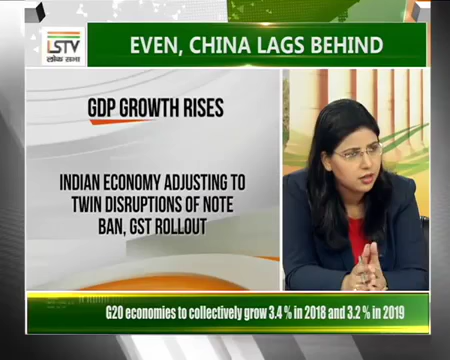 LSTV
लोक सभा
EVEN, CHINA LAGS BEHIND
GDP GROWTH RISES
INDIAN ECONOMY ADJUSTING TO
TWIN DISRUPTIONS OF NOTE
BAN, GST ROLLOUT
G20 economies to collectively grow 3.4 % in 2018 and 3.2 % in 2019